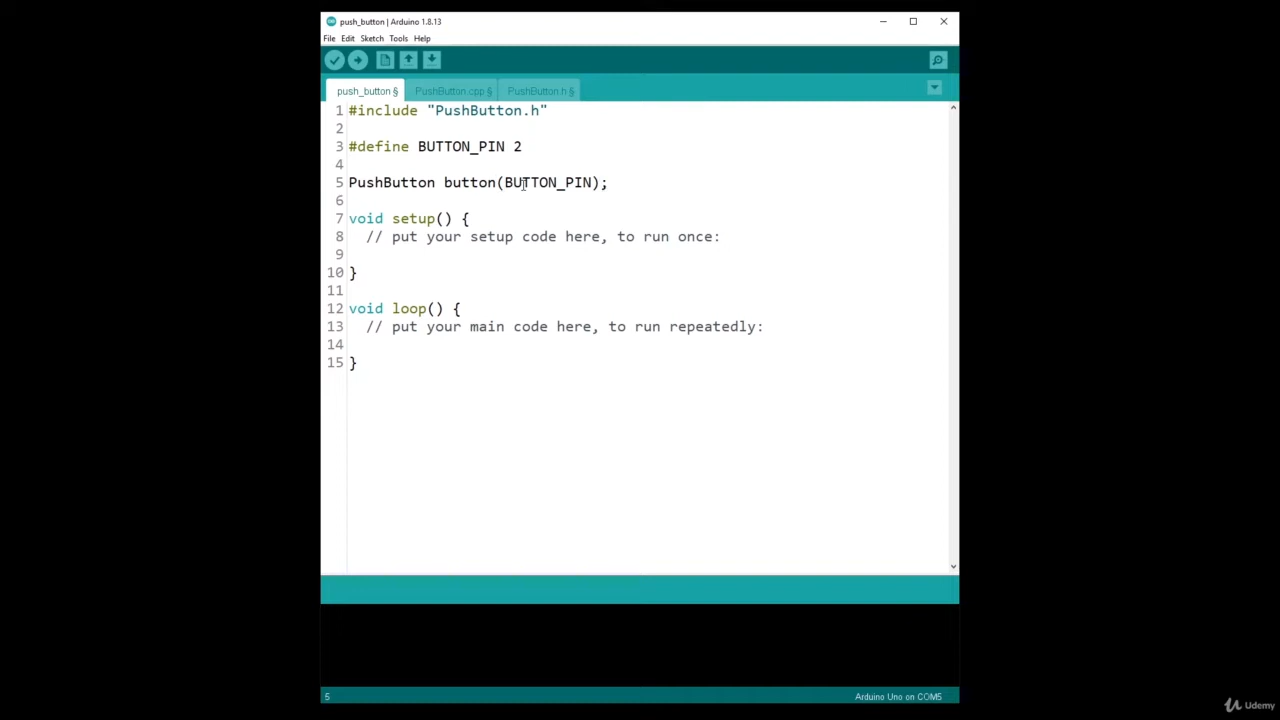 push_button | Arduino 1.8.13
File Edit Sketch Tools Help
push_button § PushButton.cpp § PushButton.h §
1 #include "PushButton.h"
2
3 #define BUTTON_PIN 2
4
5 PushButton button(BUTTON_PIN);
6
7 void setup() {
8   // put your setup code here, to run once:
9
10 }
11
12 void loop() {
13   // put your main code here, to run repeatedly:
14
15 }
5 Arduino Uno on COM5
Udemy